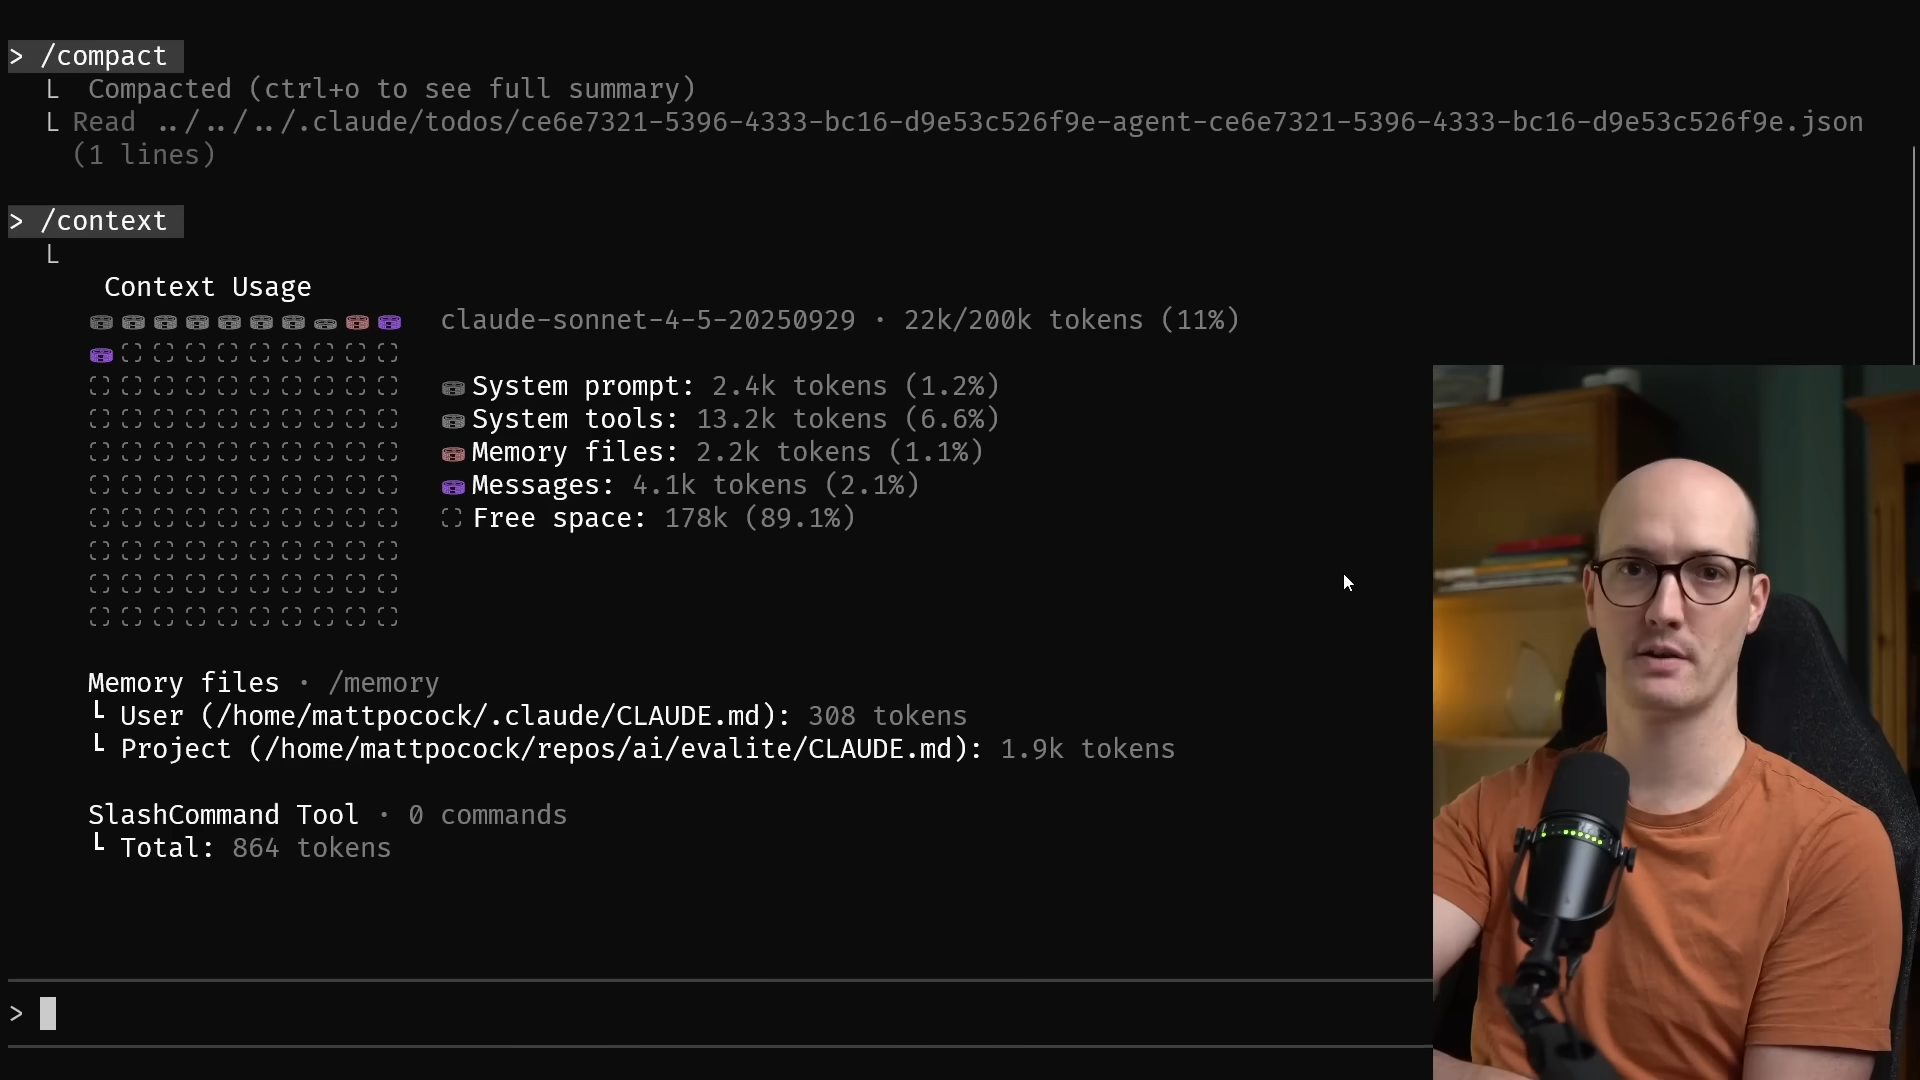 > /compact
└ Compacted (ctrl+o to see full summary)
└ Read ../../../.claude/todos/ce6e7321-5396-4333-bc16-d9e53c526f9e-agent-ce6e7321-5396-4333-bc16-d9e53c526f9e.json
(1 lines)
> /context
└
Context Usage
claude-sonnet-4-5-20250929 · 22k/200k tokens (11%)
System prompt: 2.4k tokens (1.2%)
System tools: 13.2k tokens (6.6%)
Memory files: 2.2k tokens (1.1%)
Messages: 4.1k tokens (2.1%)
Free space: 178k (89.1%)
Memory files · /memory
└ User (/home/mattpocock/.claude/CLAUDE.md): 308 tokens
└ Project (/home/mattpocock/repos/ai/evalite/CLAUDE.md): 1.9k tokens
SlashCommand Tool · 0 commands
└ Total: 864 tokens
>